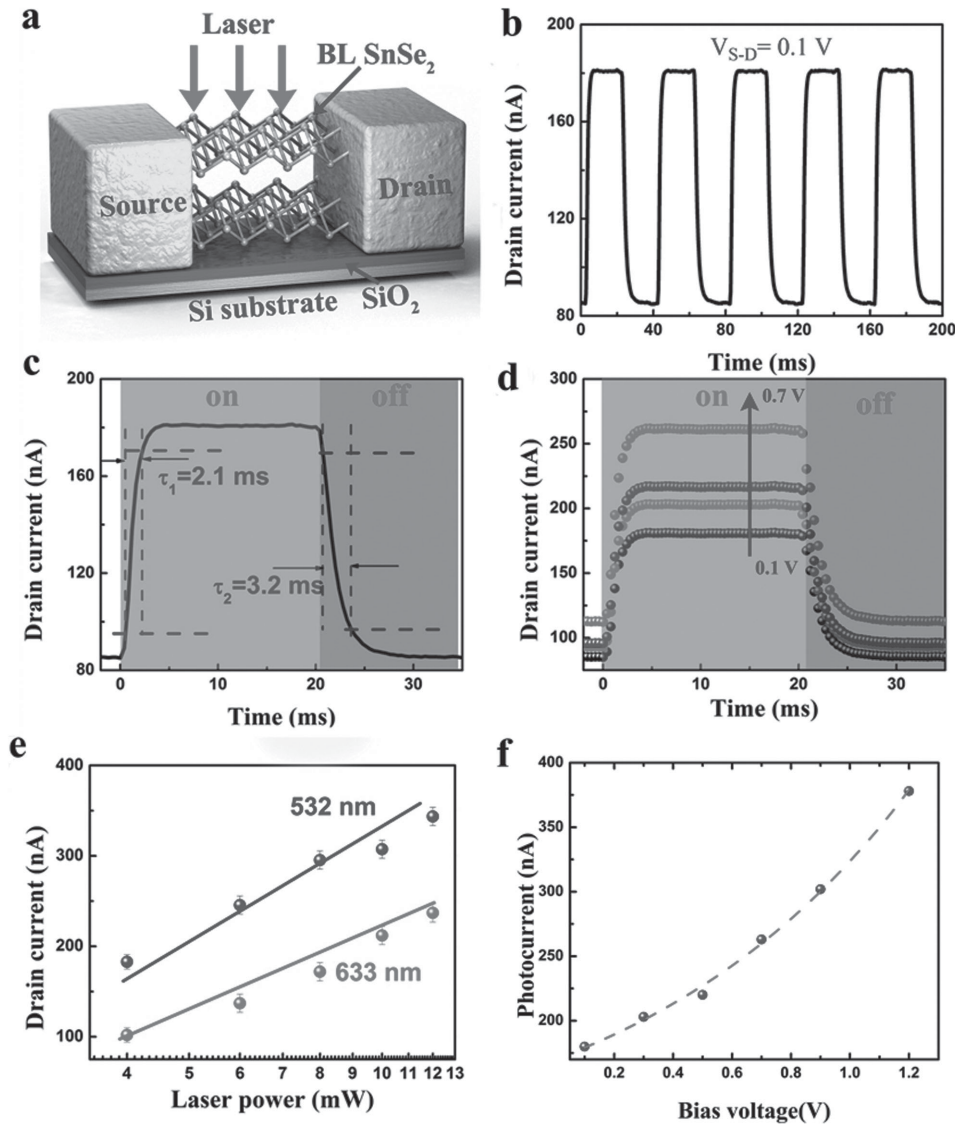 a
Laser
BL SnSe₂
Source
Drain
Si substrate
SiO₂
b
V_S-D= 0.1 V
Drain current (nA)
200
160
120
80
0
40
80
120
160
200
Time (ms)
c
on
off
τ₁=2.1 ms
τ₂=3.2 ms
Drain current (nA)
200
160
120
80
0
10
20
30
Time (ms)
d
on
off
0.7 V
0.1 V
Drain current (nA)
300
250
200
150
100
0
10
20
30
Time (ms)
e
532 nm
633 nm
Drain current (nA)
400
300
200
100
4
5
6
7
8
9
10
11
12
13
Laser power (mW)
f
Photocurrent (nA)
400
350
300
250
200
0.2
0.4
0.6
0.8
1.0
1.2
Bias voltage(V)